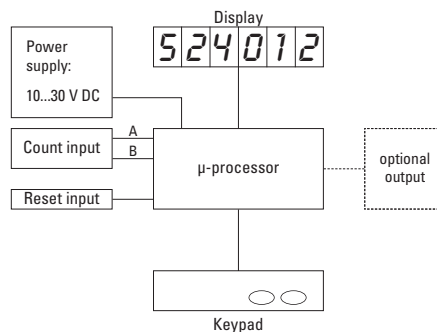 Display
524012
Power
supply:
10...30 V DC
A
Count input
B
µ-processor
optional
output
Reset input
Keypad